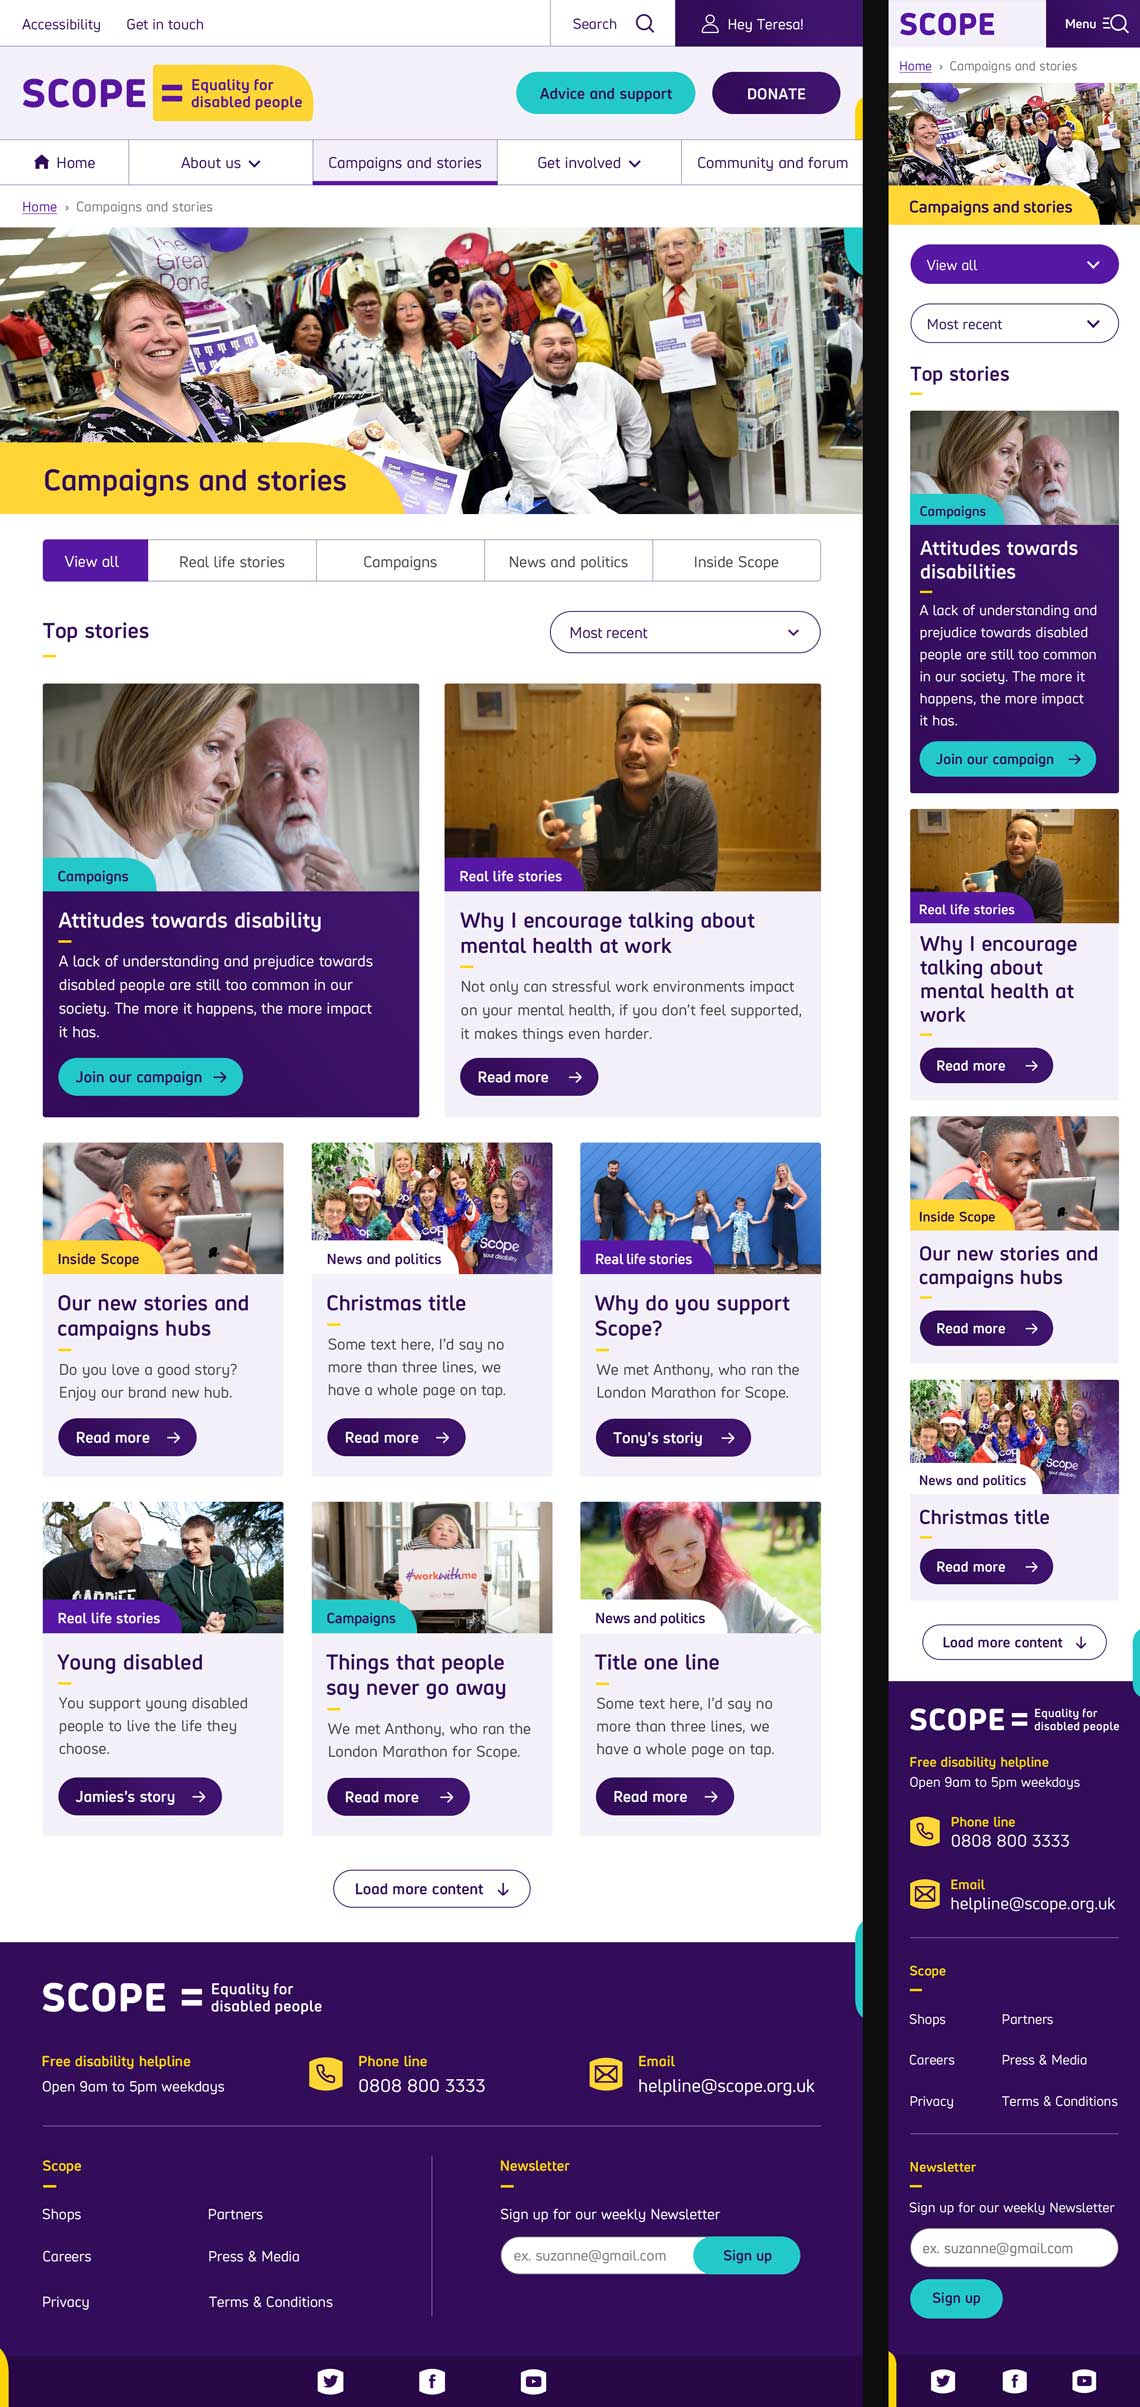 Accessibility
Get in touch
Search
Hey Teresa!
SCOPE = Equality for
disabled people
Advice and support
DONATE
Home
About us
Campaigns and stories
Get involved
Community and forum
Home › Campaigns and stories
The
Great
Dona
Scope
Great
Donate
Great
Donate
Great
Donate
Campaigns and stories
View all
Real life stories
Campaigns
News and politics
Inside Scope
Top stories
Most recent
Campaigns
Attitudes towards disability
A lack of understanding and prejudice towards
disabled people are still too common in our
society. The more it happens, the more impact
it has.
Join our campaign
Real life stories
Why I encourage talking about
mental health at work
Not only can stressful work environments impact
on your mental health, if you don't feel supported,
it makes things even harder.
Read more
Inside Scope
Our new stories and
campaigns hubs
Do you love a good story?
Enjoy our brand new hub.
Read more
Scope
News and politics
Christmas title
Some text here, I'd say no
more than three lines, we
have a whole page on tap.
Read more
Real life stories
Why do you support
Scope?
We met Anthony, who ran the
London Marathon for Scope.
Tony's storiy
CARDIFF
Real life stories
Young disabled
You support young disabled
people to live the life they
choose.
Jamies's story
#workwithme
Campaigns
Things that people
say never go away
We met Anthony, who ran the
London Marathon for Scope.
Read more
News and politics
Title one line
Some text here, I'd say no
more than three lines, we
have a whole page on tap.
Read more
Load more content
SCOPE = Equality for
disabled people
Free disability helpline
Open 9am to 5pm weekdays
Phone line
0808 800 3333
Email
helpline@scope.org.uk
Scope
Shops
Partners
Careers
Press & Media
Privacy
Terms & Conditions
Newsletter
Sign up for our weekly Newsletter
ex. suzanne@gmail.com
Sign up
SCOPE
Menu
Home › Campaigns and stories
Campaigns and stories
View all
Most recent
Top stories
Campaigns
Attitudes towards
disabilities
A lack of understanding and
prejudice towards disabled
people are still too common
in our society. The more it
happens, the more impact
it has.
Join our campaign
Real life stories
Why I encourage
talking about
mental health at
work
Read more
Inside Scope
Our new stories and
campaigns hubs
Read more
Scope
News and politics
Christmas title
Read more
Load more content
SCOPE = Equality for
disabled people
Free disability helpline
Open 9am to 5pm weekdays
Phone line
0808 800 3333
Email
helpline@scope.org.uk
Scope
Shops
Partners
Careers
Press & Media
Privacy
Terms & Conditions
Newsletter
Sign up for our weekly Newsletter
ex. suzanne@gmail.com
Sign up